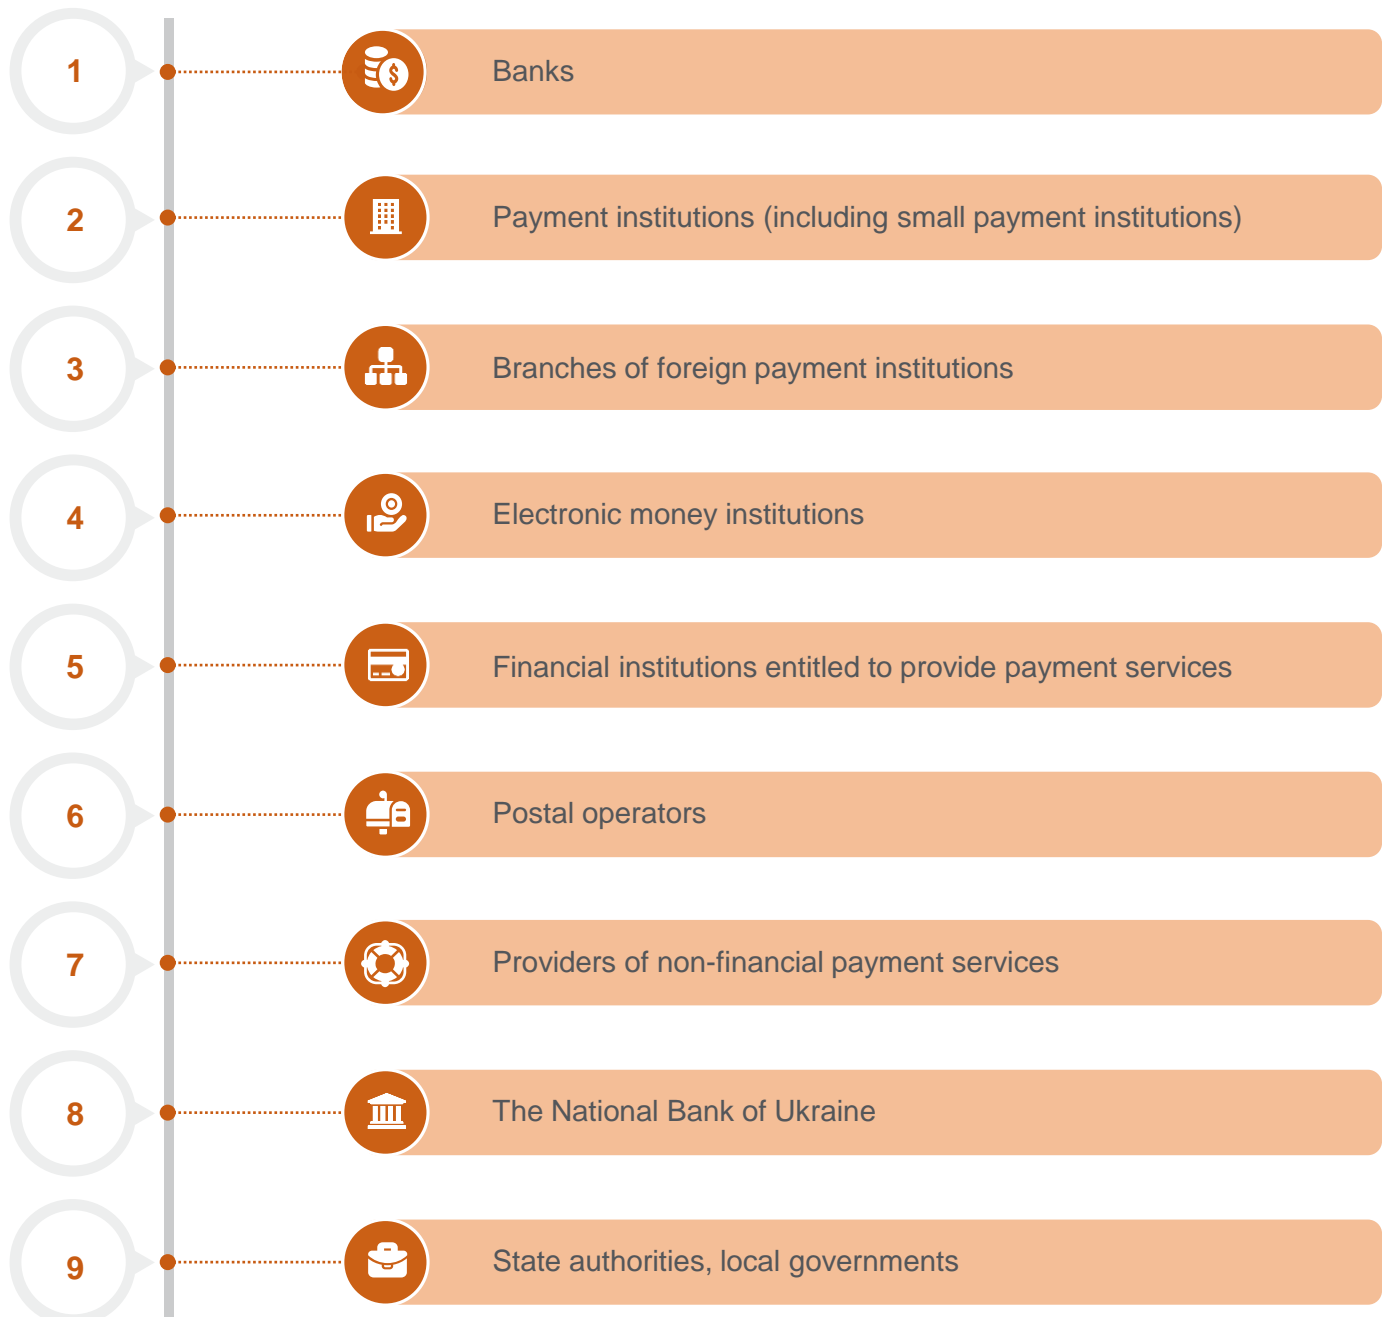 1
Banks
2
Payment institutions (including small payment institutions)
3
Branches of foreign payment institutions
4
Electronic money institutions
5
Financial institutions entitled to provide payment services
6
Postal operators
7
Providers of non-financial payment services
8
The National Bank of Ukraine
9
State authorities, local governments